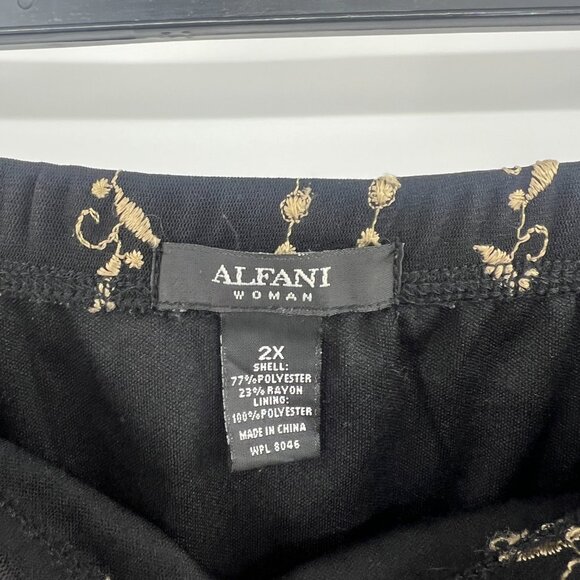 ALFANI
WOMAN
2X
SHELL:
77%POLYESTER
23%RAYON
LINING:
100%POLYESTER
MADE IN CHINA
WPL 8046